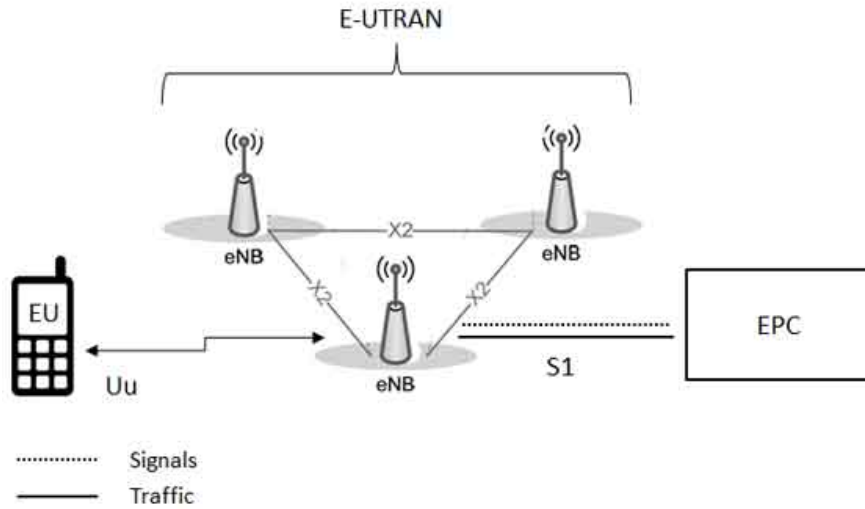 E-UTRAN
X2
eNB
eNB
X2
X2
EU
EPC
S1
Uu
eNB
Signals
Traffic